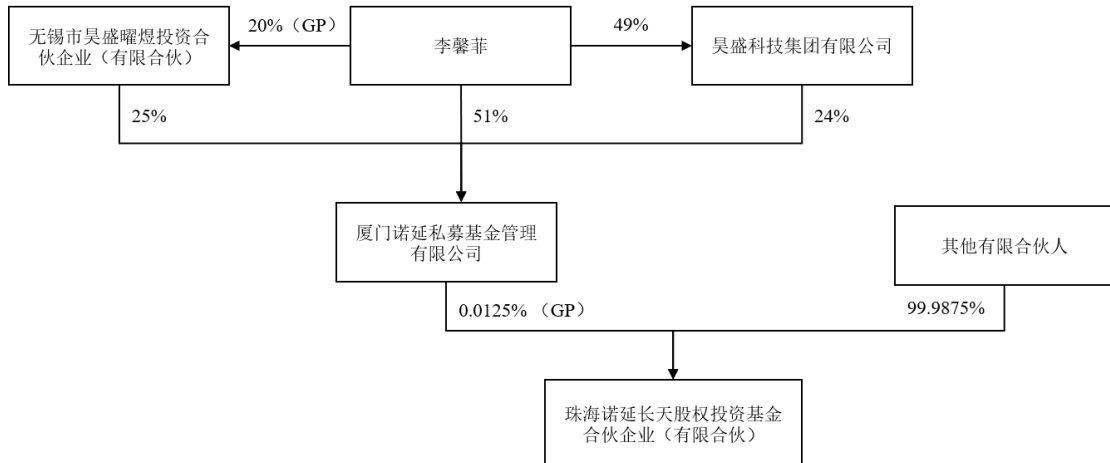 无锡市昊盛曜煜投资合
伙企业（有限合伙）
20%（GP）
李馨菲
49%
昊盛科技集团有限公司
25%
51%
24%
厦门诺延私募基金管理
有限公司
其他有限合伙人
0.0125% （GP）
99.9875%
珠海诺延长天股权投资基金
合伙企业（有限合伙）